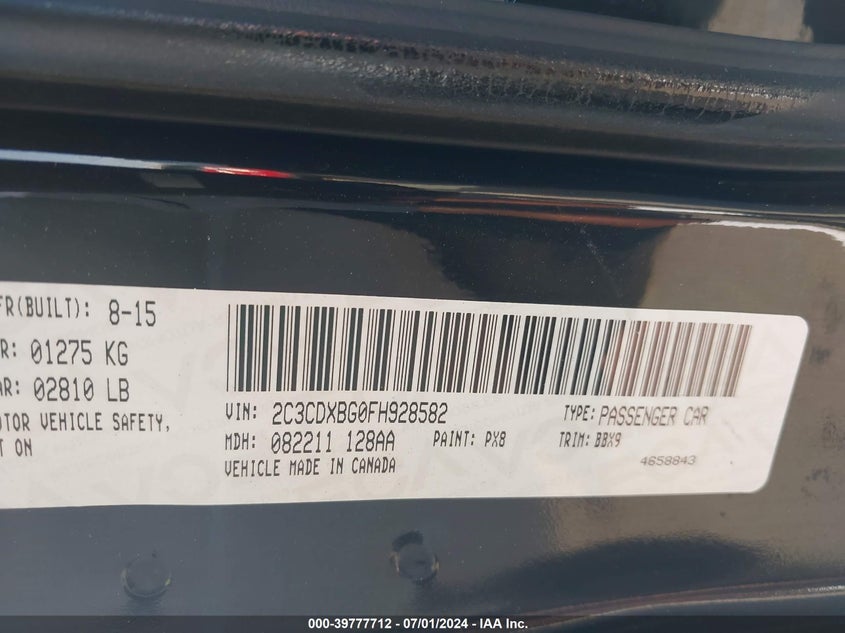 FR(BUILT): 8-15
R: 01275 KG
AR: 02810 LB
OTOR VEHICLE SAFETY,
T ON
VIN: 2C3CDXBG0FH928582 TYPE: PASSENGER CAR
MDH: 082211 128AA PAINT: PX8 TRIM: BBX9
VEHICLE MADE IN CANADA 4658843
000-39777712 - 07/01/2024 - IAA Inc.